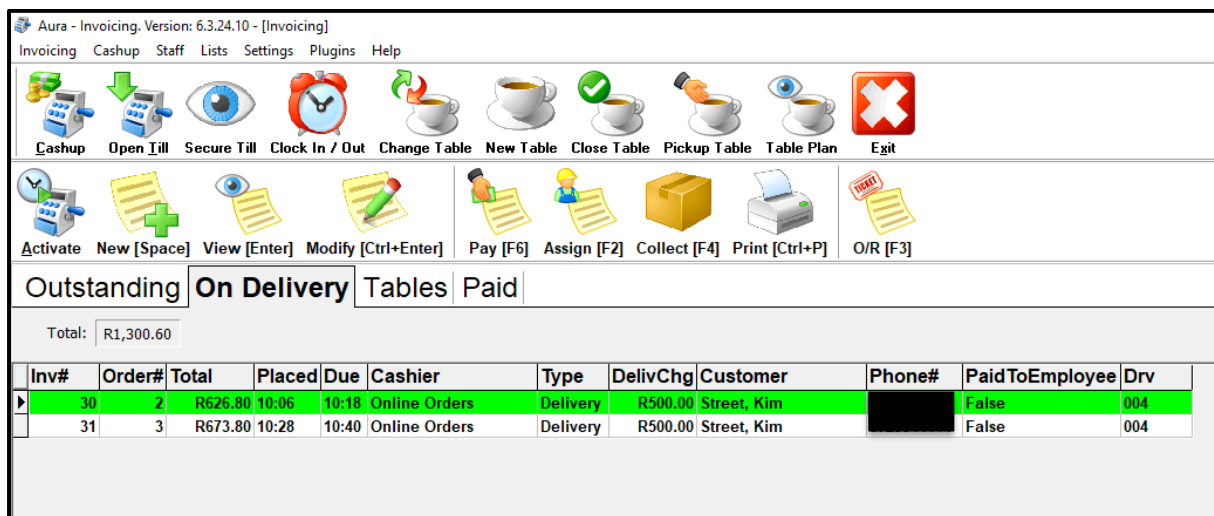 Aura - Invoicing. Version: 6.3.24.10 - [Invoicing]
Invoicing Cashup Staff Lists Settings Plugins Help
Cashup Open Till Secure Till Clock In / Out Change Table New Table Close Table Pickup Table Table Plan Exit
TICKET
Activate New [Space] View [Enter] Modify [Ctrl+Enter] Pay [F6] Assign [F2] Collect [F4] Print [Ctrl+P] O/R [F3]
Outstanding On Delivery Tables Paid
Total: R1,300.60
Inv# Order# Total Placed Due Cashier Type DelivChg Customer Phone# PaidToEmployee Drv
30 2 R626.80 10:06 10:18 Online Orders Delivery R500.00 Street, Kim False 004
31 3 R673.80 10:28 10:40 Online Orders Delivery R500.00 Street, Kim False 004